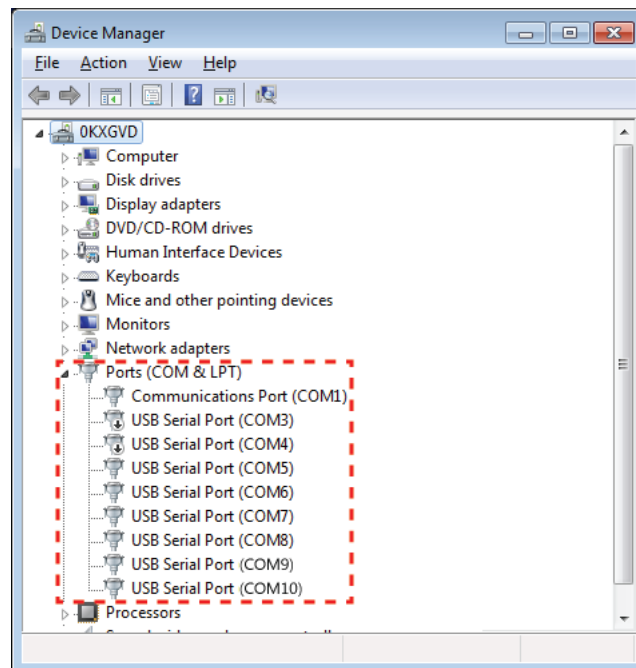 Device Manager
File Action View Help
0KXGVD
Computer
Disk drives
Display adapters
DVD/CD-ROM drives
Human Interface Devices
Keyboards
Mice and other pointing devices
Monitors
Network adapters
Ports (COM & LPT)
Communications Port (COM1)
USB Serial Port (COM3)
USB Serial Port (COM4)
USB Serial Port (COM5)
USB Serial Port (COM6)
USB Serial Port (COM7)
USB Serial Port (COM8)
USB Serial Port (COM9)
USB Serial Port (COM10)
Processors